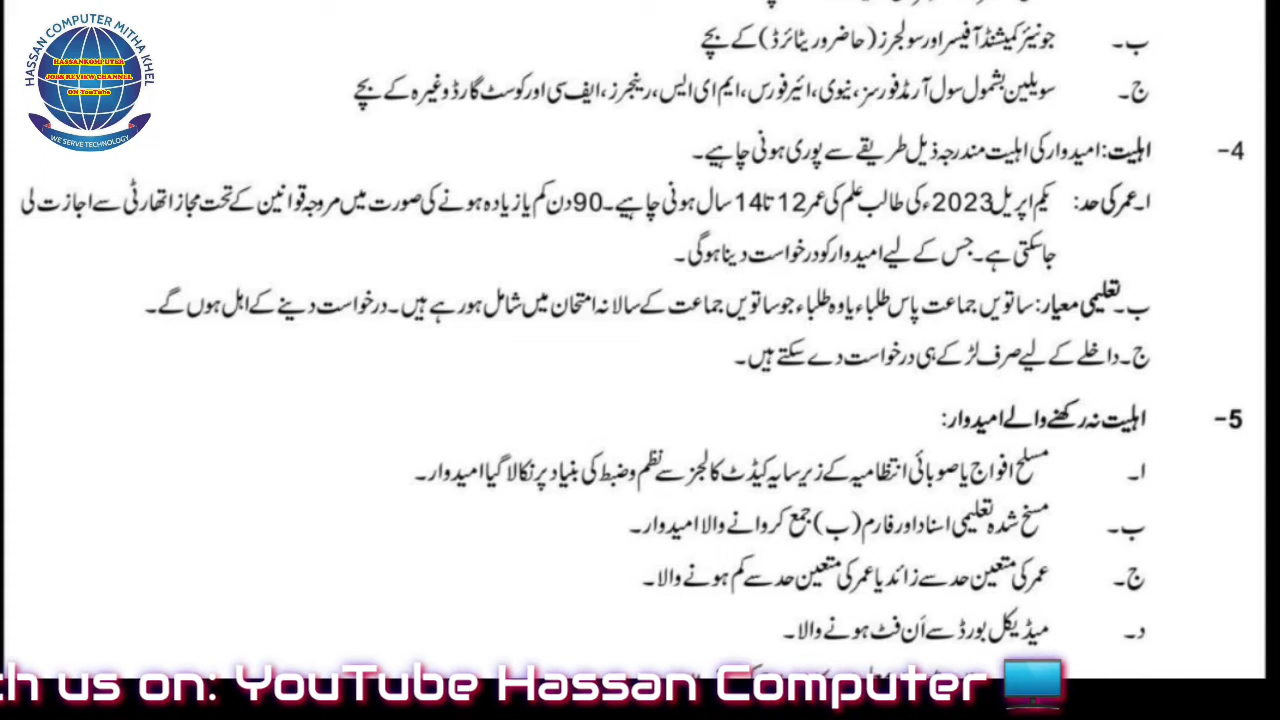 HASSAN COMPUTER MITHA KHEL
HASSANKOMPUTER
JOBS REVIEW CHANNEL
ON YouTube
WE SERVE TECHNOLOGY
ب۔ جونیئر کمیشنڈ آفیسر اور سولجرز (حاضر و ریٹائرڈ) کے بچے
ج۔ سویلین بشمول سول آرمڈ فورسز، نیوی، ائیر فورس، ایم ای ایس، رینجرز، ایف سی اور کوسٹ گارڈ وغیرہ کے بچے
4- اہلیت: امیدوار کی اہلیت مندرجہ ذیل طریقے سے پوری ہونی چاہیے۔
ا۔ عمر کی حد: یکم اپریل 2023ء کی طالب علم کی عمر 12 تا 14 سال ہونی چاہیے۔ 90 دن کم یا زیادہ ہونے کی صورت میں مروجہ قوانین کے تحت مجاز اتھارٹی سے اجازت لی
جاسکتی ہے۔ جس کے لیے امیدوار کو درخواست دینا ہوگی۔
ب۔ تعلیمی معیار: ساتویں جماعت پاس طلباء یا وہ طلباء جو ساتویں جماعت کے سالانہ امتحان میں شامل ہو رہے ہیں۔ درخواست دینے کے اہل ہوں گے۔
ج۔ داخلے کے لیے صرف لڑکے ہی درخواست دے سکتے ہیں۔
5- اہلیت نہ رکھنے والے امیدوار:
ا۔ مسلح افواج یا صوبائی انتظامیہ کے زیر سایہ کیڈٹ کالجز سے نظم و ضبط کی بنیاد پر نکالا گیا امیدوار۔
ب۔ مسخ شدہ تعلیمی اسناد اور فارم (ب) جمع کروانے والا امیدوار۔
ج۔ عمر کی متعین حد سے زائد یا عمر کی متعین حد سے کم ہونے والا۔
د۔ میڈیکل بورڈ سے اَن فٹ ہونے والا۔
ch us on: YouTube Hassan Computer